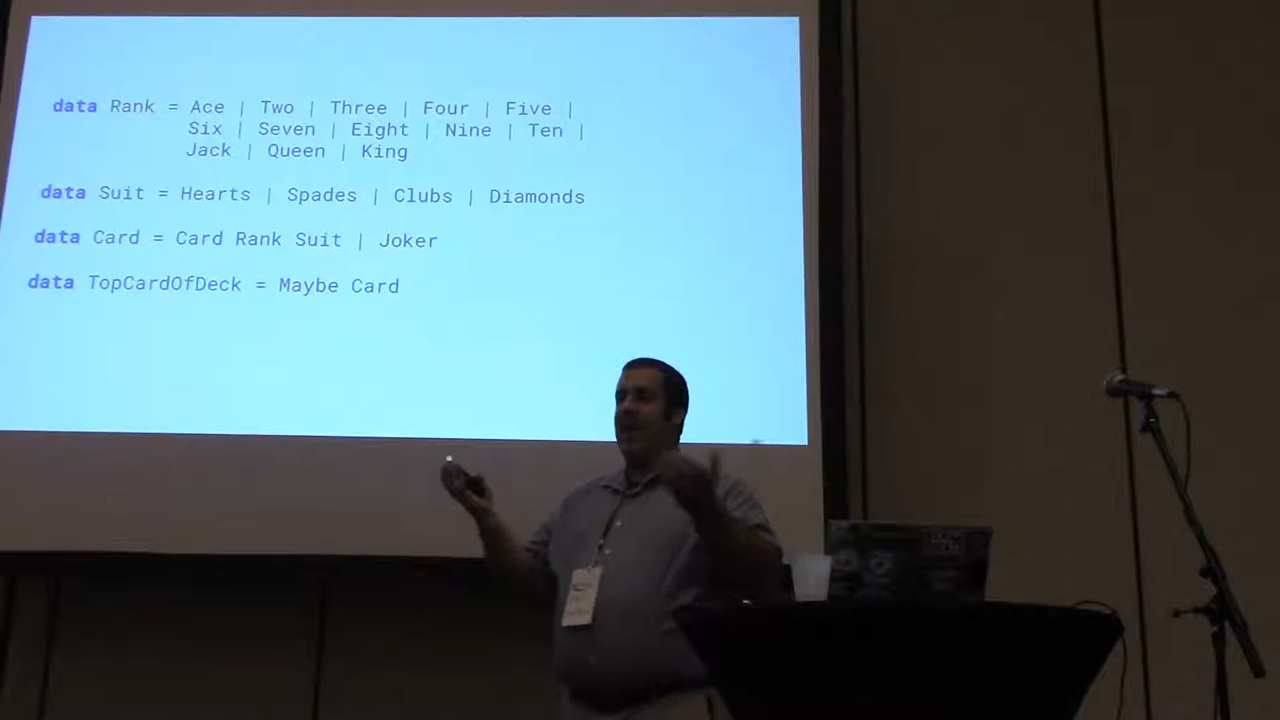 data Rank = Ace | Two | Three | Four | Five |
Six | Seven | Eight | Nine | Ten |
Jack | Queen | King
data Suit = Hearts | Spades | Clubs | Diamonds
data Card = Card Rank Suit | Joker
data TopCardOfDeck = Maybe Card